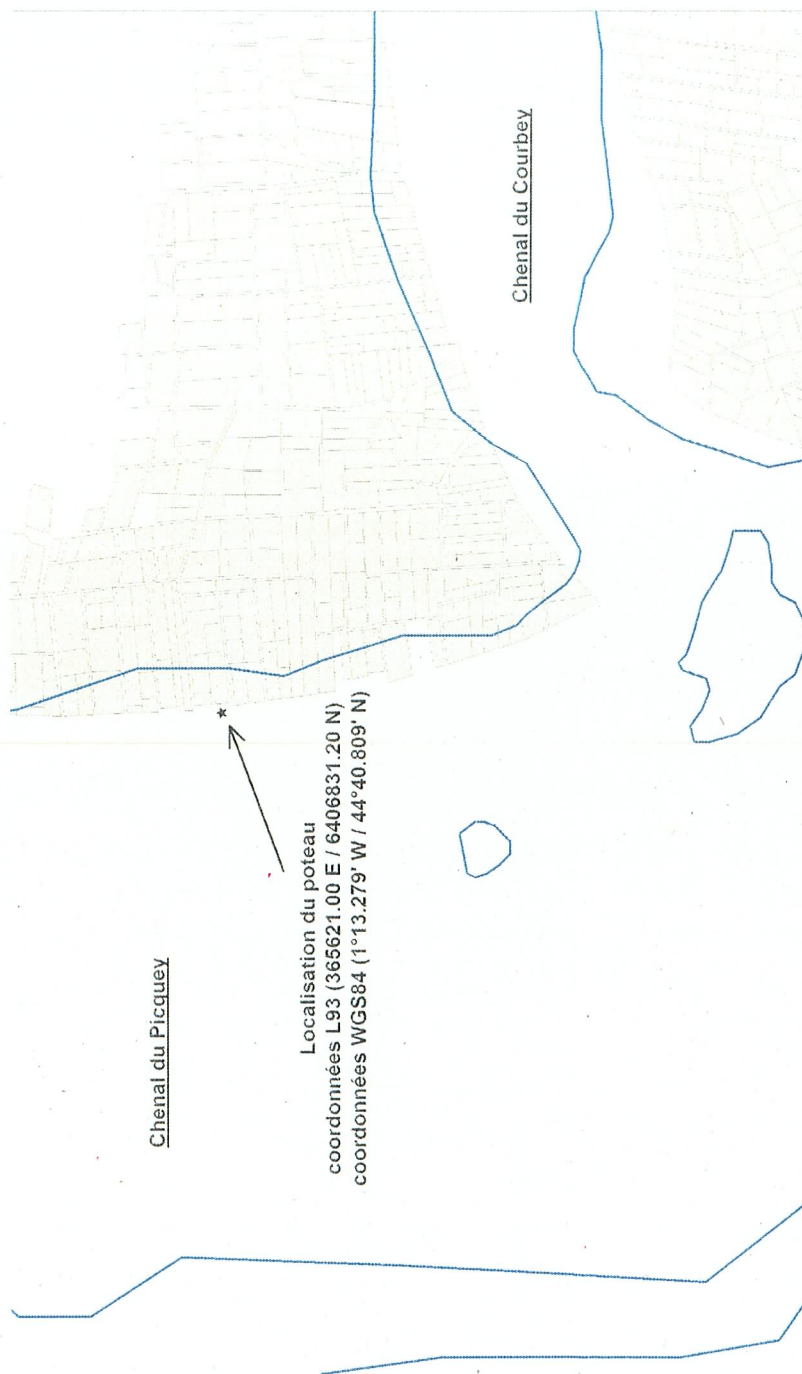 Chenal du Picquey
Localisation du poteau
coordonnées L93 (365621.00 E / 6406831.20 N)
coordonnées WGS84 (1°13.279' W / 44°40.809' N)
Chenal du Courbey